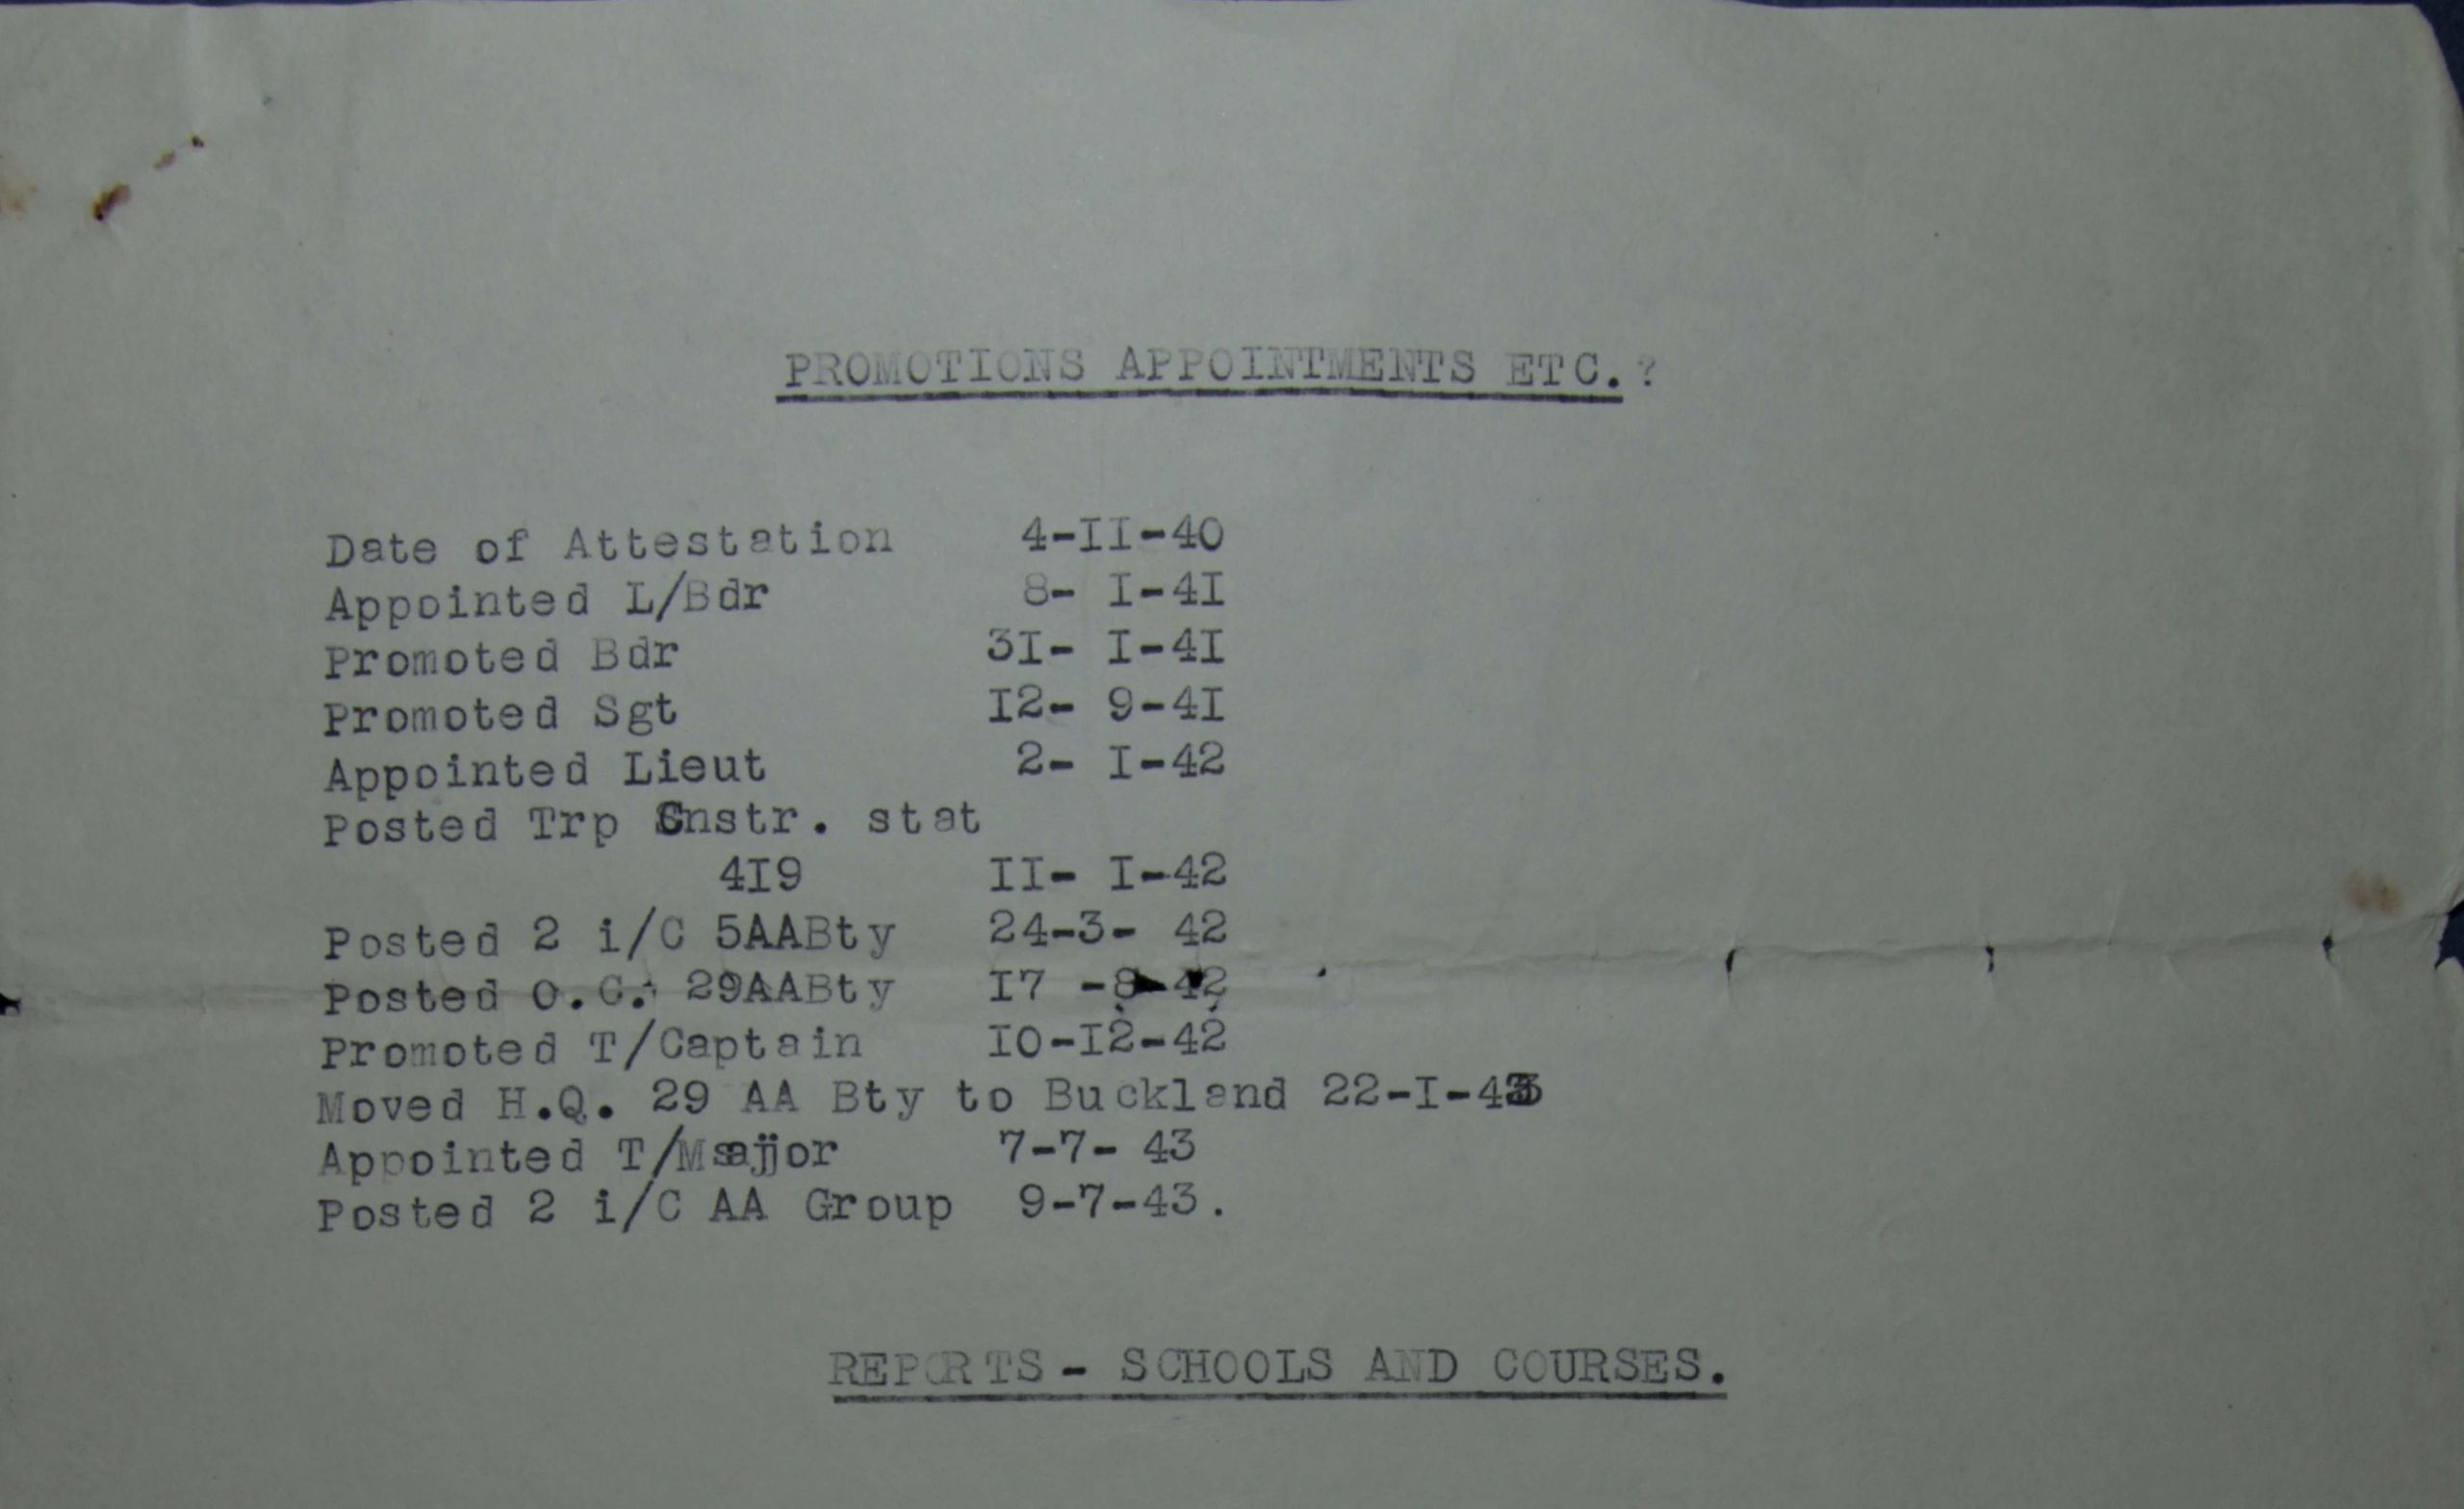 PROMOTIONS APPOINTMENTS ETC.?
Date of Attestation 4-II-40
Appointed L/Bdr 8- I-4I
Promoted Bdr 3I- I-4I
Promoted Sgt I2- 9-4I
Appointed Lieut 2- I-42
Posted Trp Cnstr. stat
4I9 II- I-42
Posted 2 i/C 5AABty 24-3- 42
Posted O.C. 29AABty I7 -8-42
Promoted T/Captain IO-I2-42
Moved H.Q. 29 AA Bty to Buckland 22-I-43
Appointed T/Major 7-7- 43
Posted 2 i/C AA Group 9-7-43.
REPORTS - SCHOOLS AND COURSES.